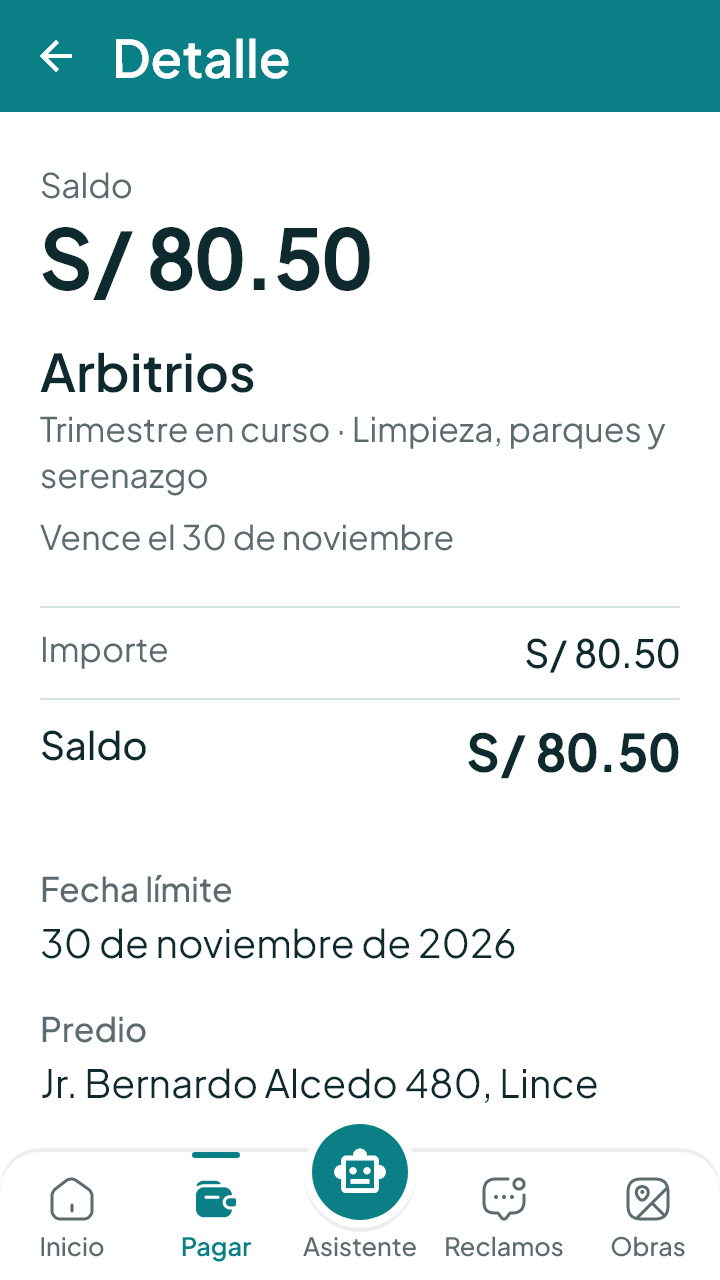 Detalle
Saldo
S/ 80.50
Arbitrios
Trimestre en curso · Limpieza, parques y
serenazgo
Vence el 30 de noviembre
Importe S/ 80.50
Saldo S/ 80.50
Fecha límite
30 de noviembre de 2026
Predio
Jr. Bernardo Alcedo 480, Lince
Inicio Pagar Asistente Reclamos Obras